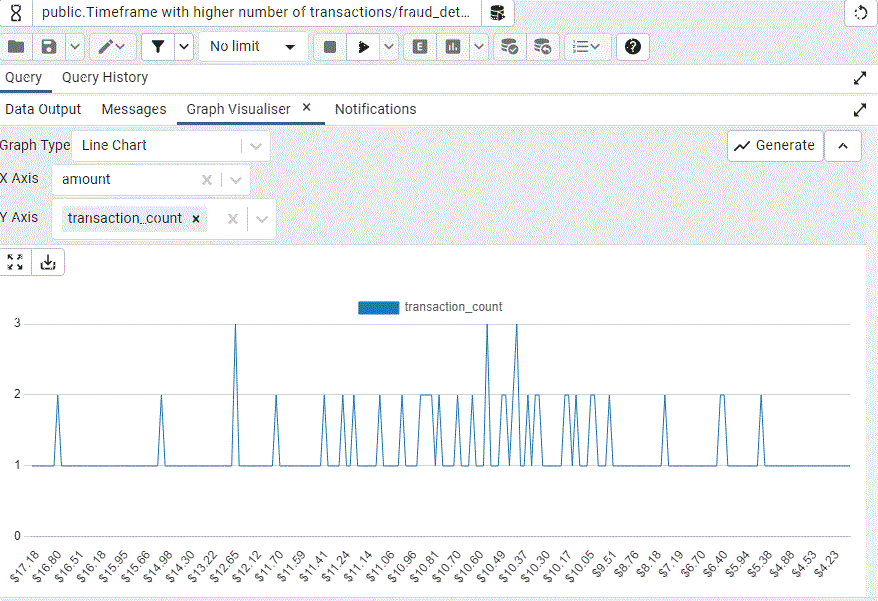 public.Timeframe with higher number of transactions/fraud_det...
No limit
E
Query Query History
Data Output Messages Graph Visualiser Notifications
Graph Type Line Chart Generate
X Axis amount
Y Axis transaction_count
transaction_count
3
2
1
0
$17.18 $16.80 $16.51 $16.18 $15.95 $15.66 $14.98 $14.30 $13.22 $12.65 $12.12 $11.70 $11.59 $11.41 $11.24 $11.14 $11.06 $10.96 $10.81 $10.70 $10.60 $10.49 $10.37 $10.30 $10.17 $10.05 $9.51 $8.76 $8.18 $7.19 $6.70 $6.40 $5.94 $5.38 $4.88 $4.53 $4.23